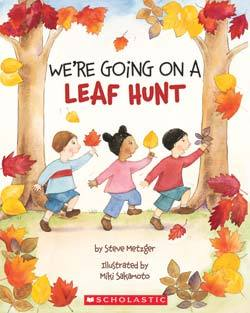 WE'RE GOING ON A
LEAF HUNT
by Steve Metzger
Illustrated by
Miki Sakamoto
SCHOLASTIC